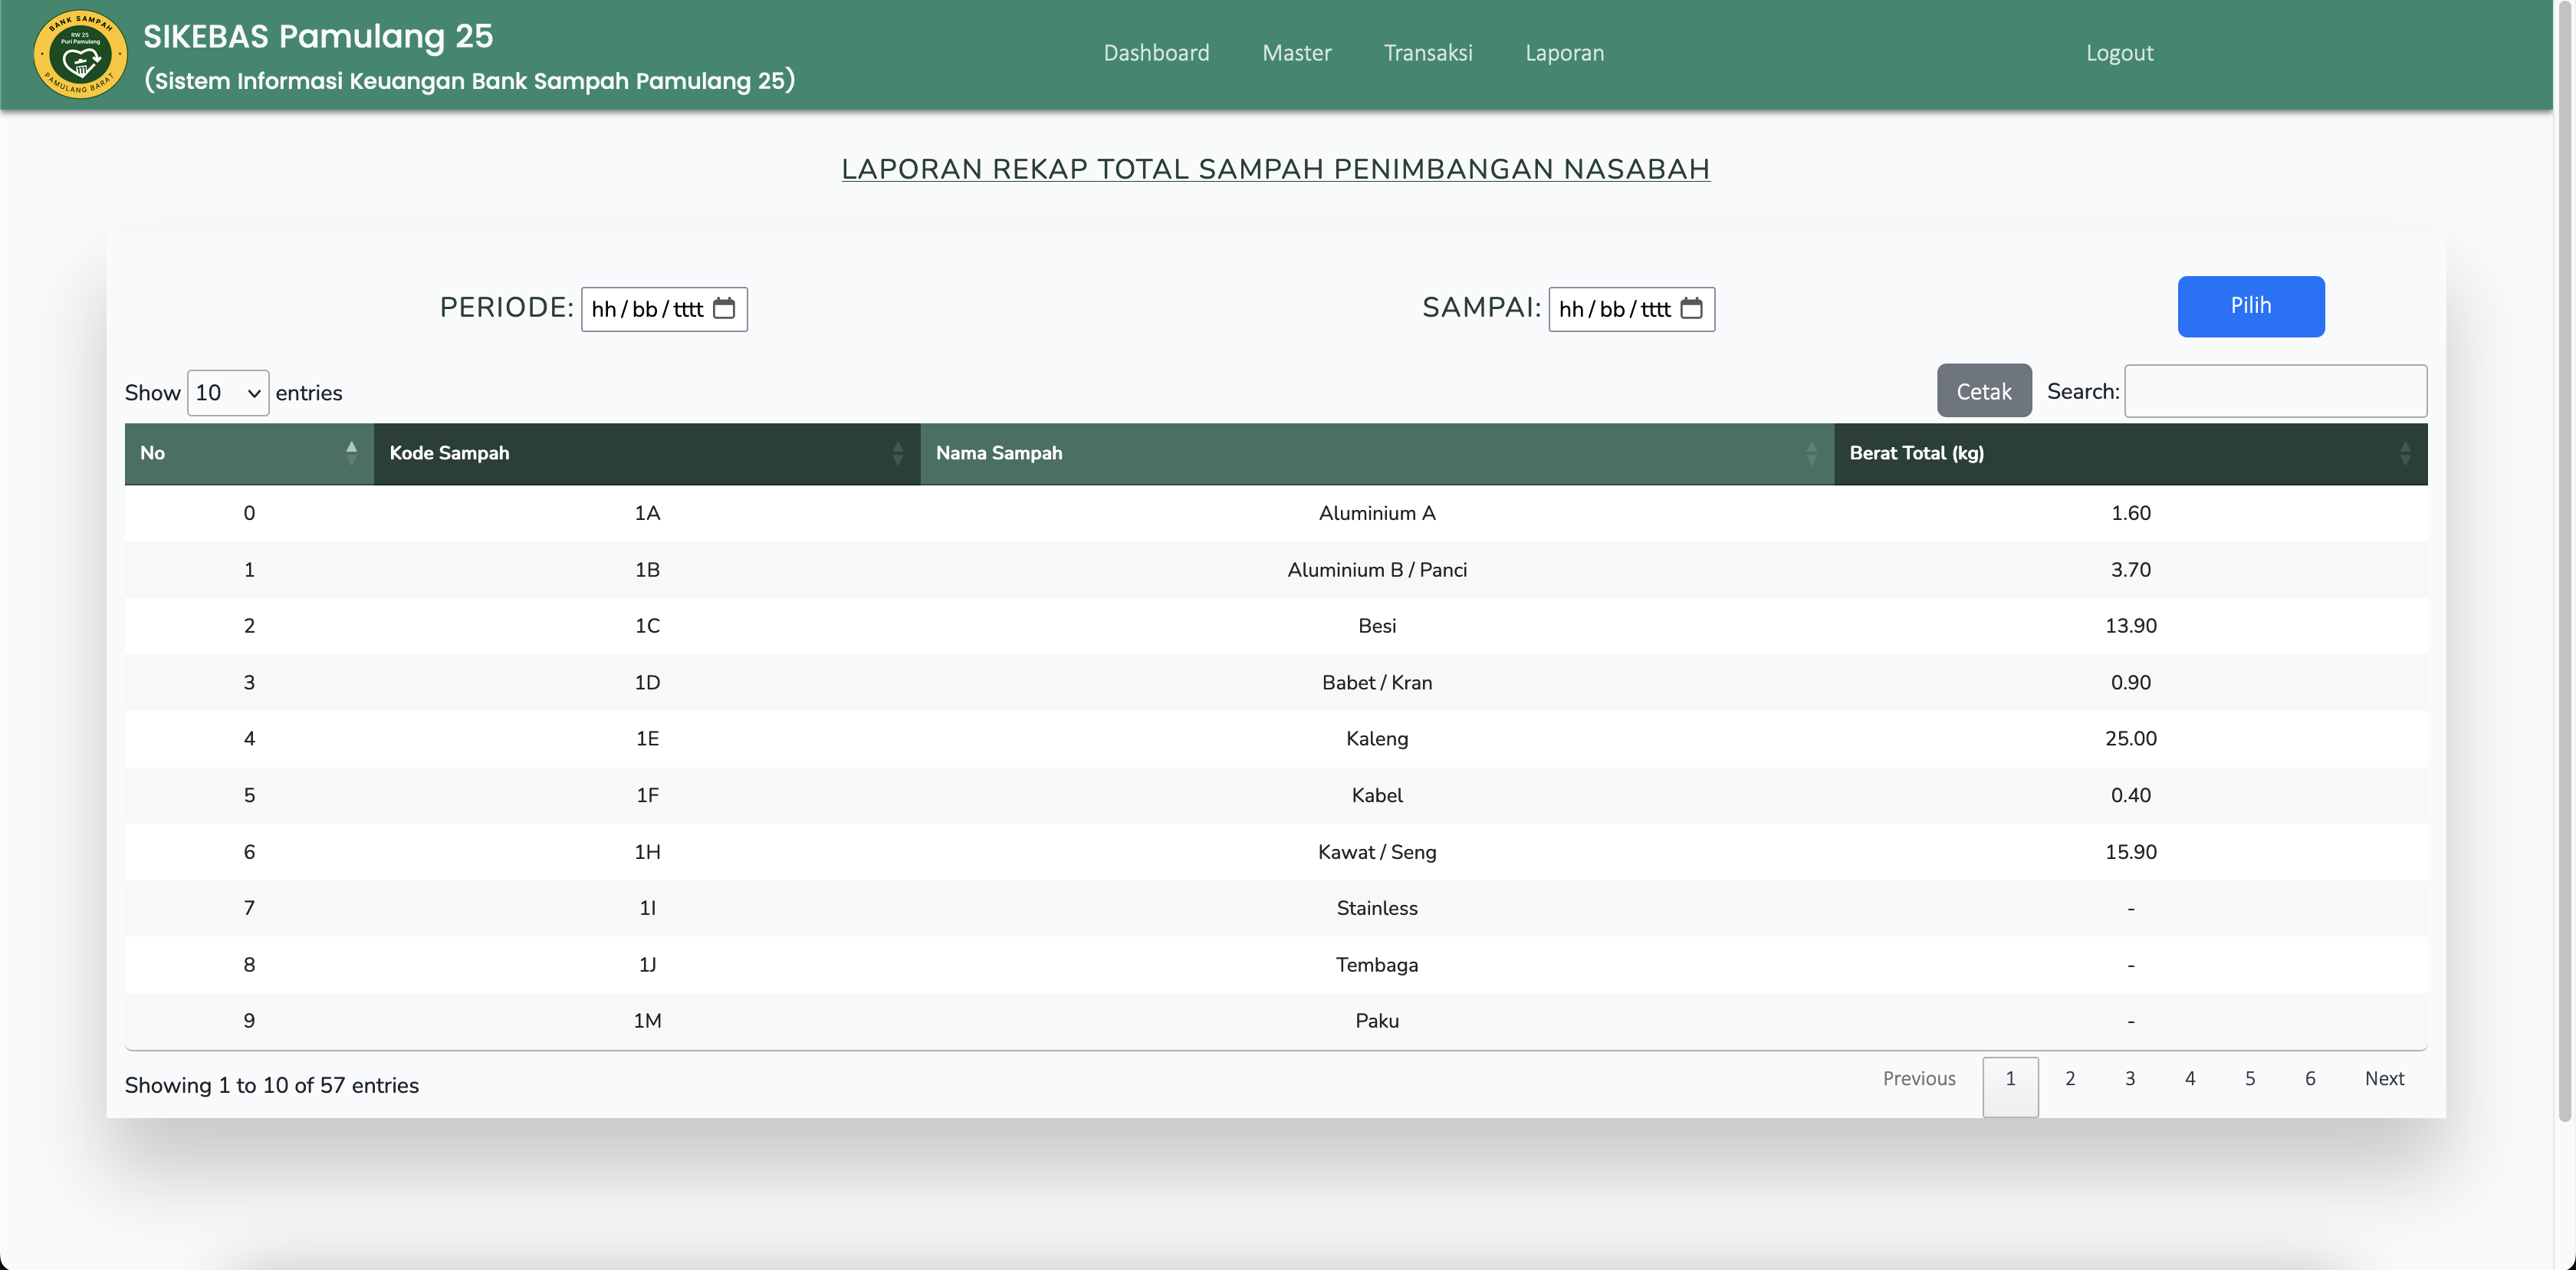 BANK SAMPAH
RW 25
Puri Pamulang
PAMULANG BARAT
SIKEBAS Pamulang 25
(Sistem Informasi Keuangan Bank Sampah Pamulang 25)
Dashboard Master Transaksi Laporan Logout
LAPORAN REKAP TOTAL SAMPAH PENIMBANGAN NASABAH
PERIODE: hh/bb/tttt SAMPAI: hh/bb/tttt Pilih
Show 10 entries Cetak Search:
No Kode Sampah Nama Sampah Berat Total (kg)
0 1A Aluminium A 1.60
1 1B Aluminium B / Panci 3.70
2 1C Besi 13.90
3 1D Babet / Kran 0.90
4 1E Kaleng 25.00
5 1F Kabel 0.40
6 1H Kawat / Seng 15.90
7 1I Stainless -
8 1J Tembaga -
9 1M Paku -
Showing 1 to 10 of 57 entries Previous 1 2 3 4 5 6 Next